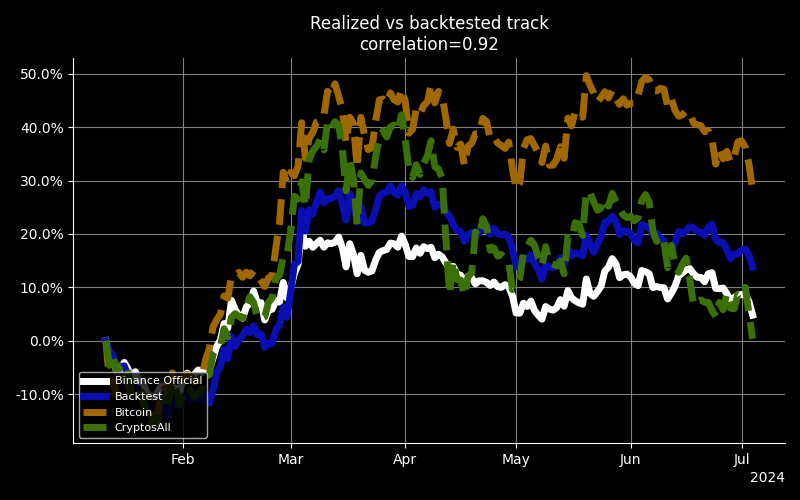 Realized vs backtested track
correlation=0.92
50.0%
40.0%
30.0%
20.0%
10.0%
0.0%
-10.0%
Binance Official
Backtest
Bitcoin
CryptosAll
Feb
Mar
Apr
May
Jun
Jul
2024